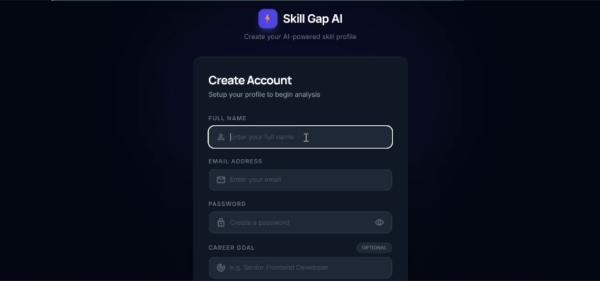 Skill Gap AI
Create your AI-powered skill profile
Create Account
Setup your profile to begin analysis
FULL NAME
Enter your full name
EMAIL ADDRESS
Enter your email
PASSWORD
Create a password
CAREER GOAL OPTIONAL
e.g. Senior Frontend Developer